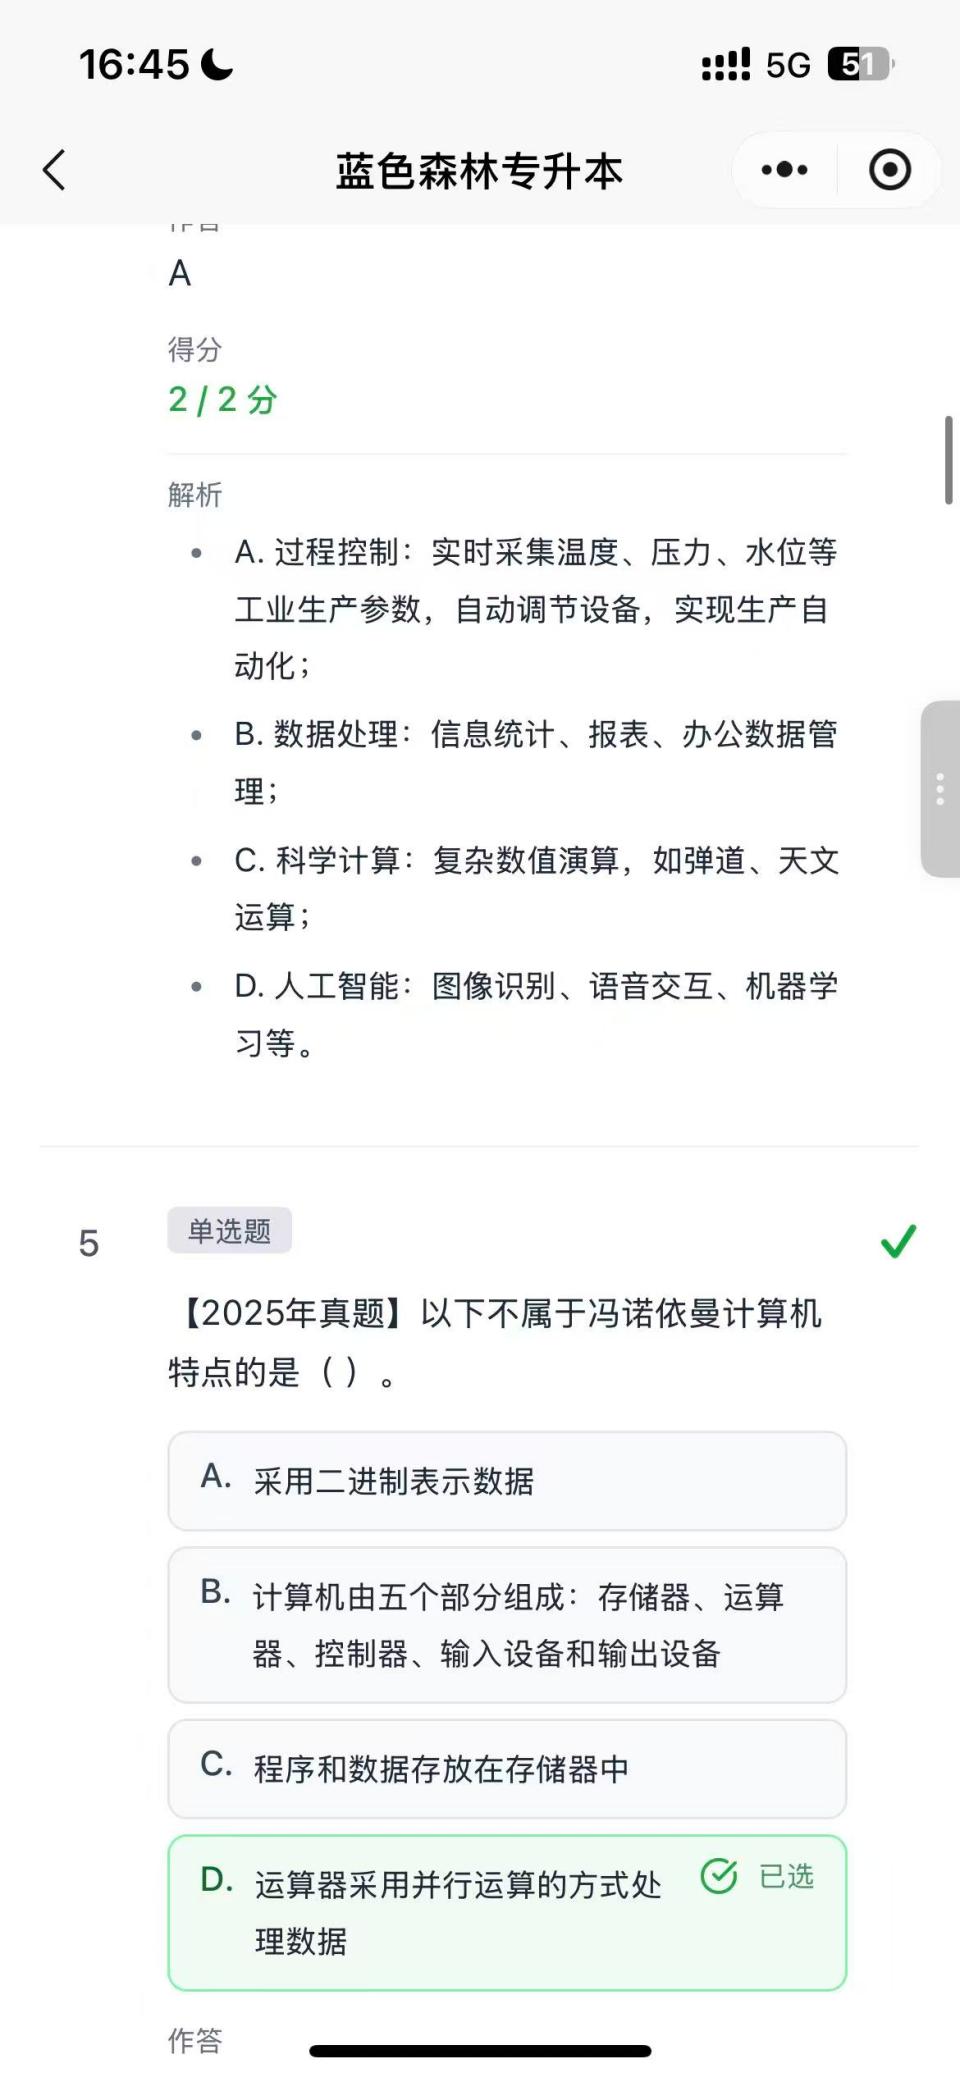 16:45
5G
51
蓝色森林专升本
A
得分
2 / 2 分
解析
A. 过程控制：实时采集温度、压力、水位等
工业生产参数，自动调节设备，实现生产自
动化；
B. 数据处理：信息统计、报表、办公数据管
理；
C. 科学计算：复杂数值演算，如弹道、天文
运算；
D. 人工智能：图像识别、语音交互、机器学
习等。
5
单选题
【2025年真题】以下不属于冯诺依曼计算机
特点的是（ ）。
A. 采用二进制表示数据
B. 计算机由五个部分组成：存储器、运算
器、控制器、输入设备和输出设备
C. 程序和数据存放在存储器中
D. 运算器采用并行运算的方式处
理数据
已选
作答